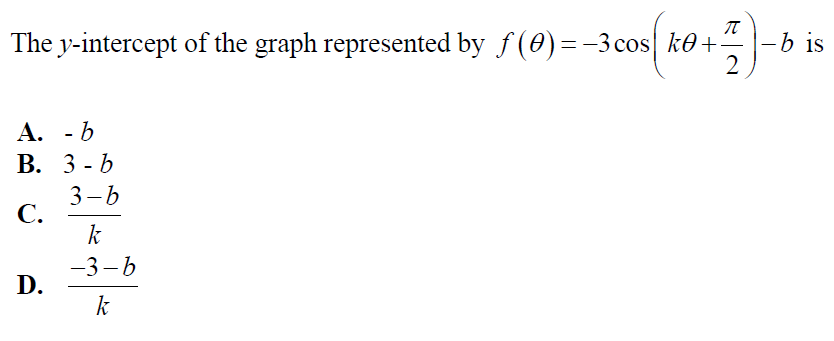 The y-intercept of the graph represented by f(θ) = −3cos(kθ + π/2) − b is
A. - b
B. 3 - b
C. (3−b)/k
D. (−3−b)/k